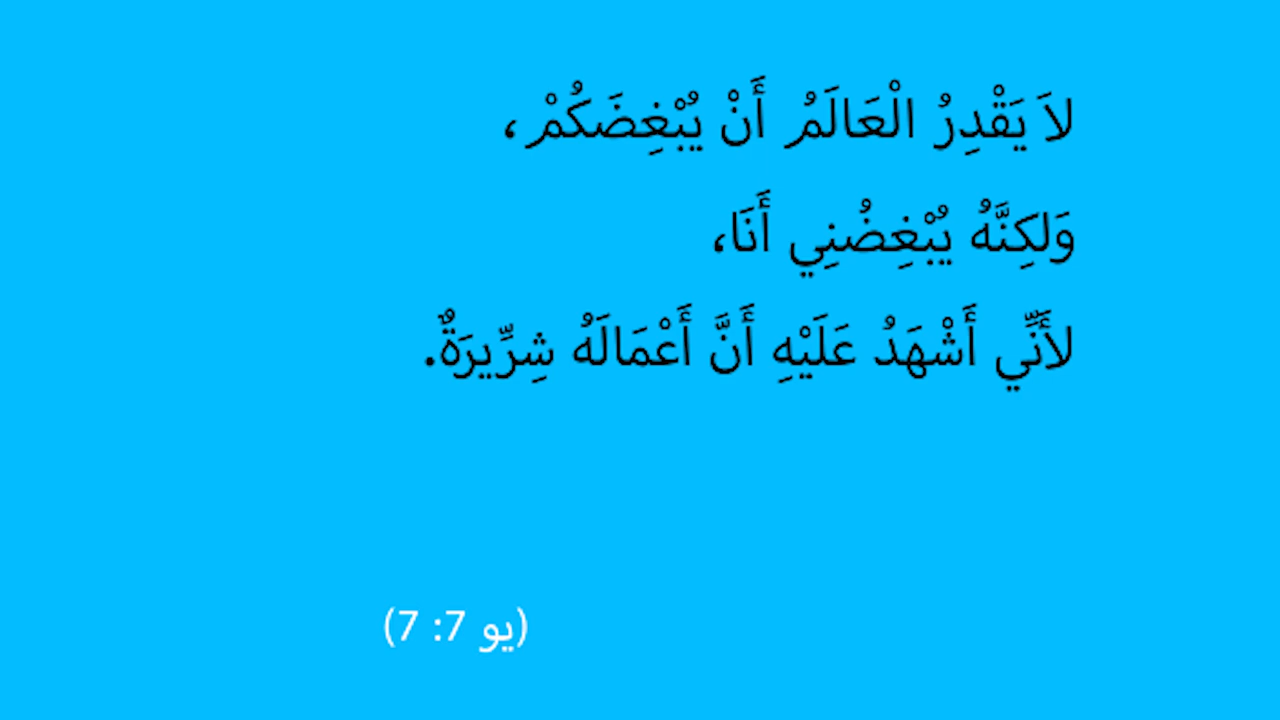 لاَ يَقْدِرُ الْعَالَمُ أَنْ يُبْغِضَكُمْ،
وَلكِنَّهُ يُبْغِضُنِي أَنَا،
لأَنِّي أَشْهَدُ عَلَيْهِ أَنَّ أَعْمَالَهُ شِرِّيرَةٌ.
(يو 7: 7)